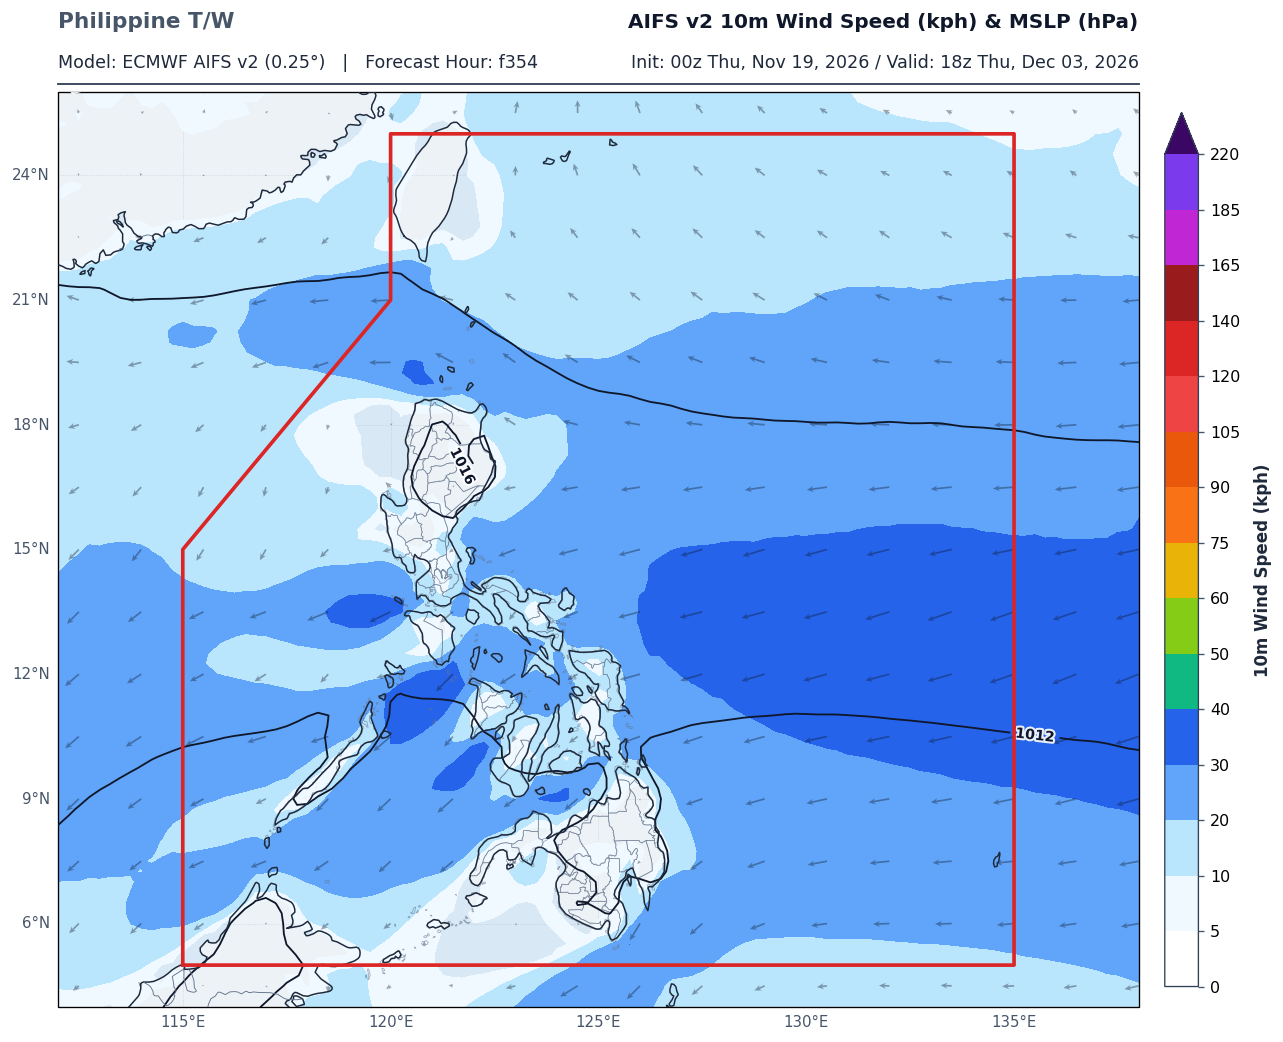 Philippine T/W
AIFS v2 10m Wind Speed (kph) & MSLP (hPa)
Model: ECMWF AIFS v2 (0.25°) | Forecast Hour: f354
Init: 00z Thu, Nov 19, 2026 / Valid: 18z Thu, Dec 03, 2026
24°N
21°N
18°N
15°N
12°N
9°N
6°N
1016
1012
115°E
120°E
125°E
130°E
135°E
220
185
165
140
120
105
90
75
60
50
40
30
20
10
5
0
10m Wind Speed (kph)